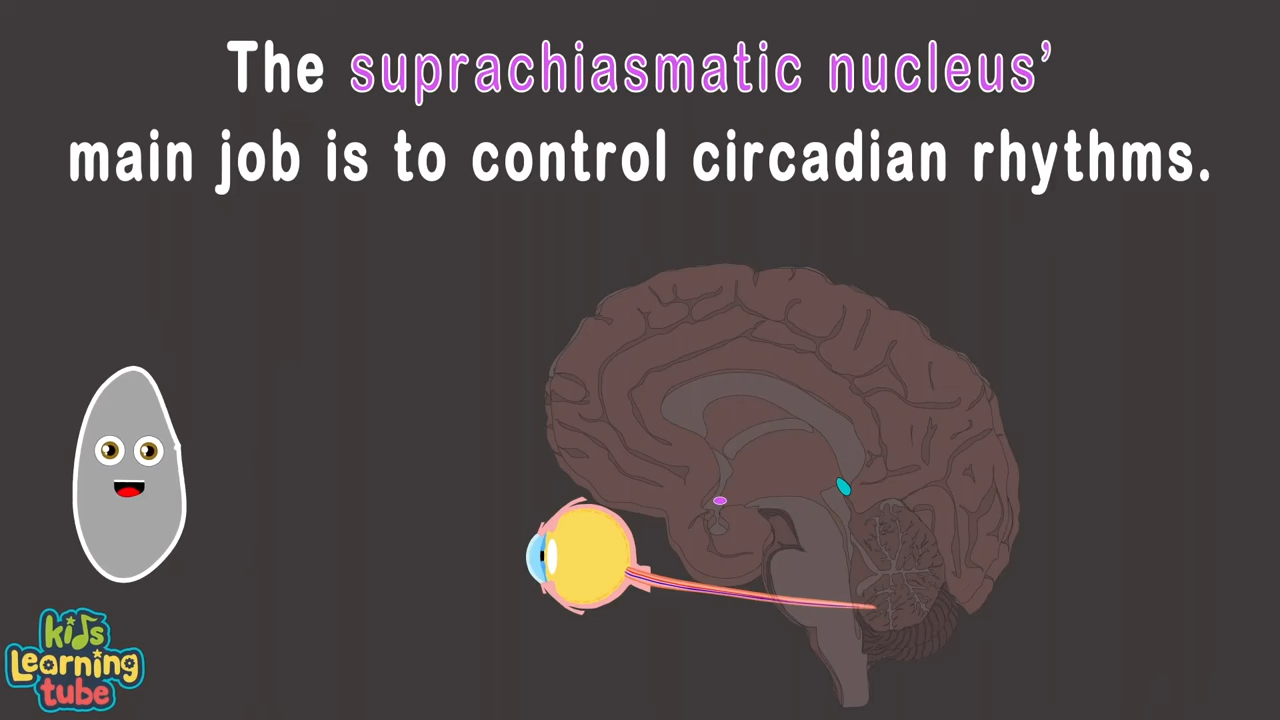 The suprachiasmatic nucleus’
main job is to control circadian rhythms.
kids
Learning
tube